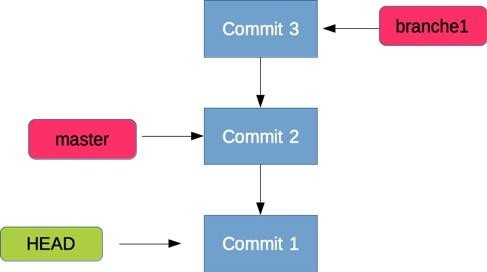 Commit 3
branche1
master
Commit 2
HEAD
Commit 1